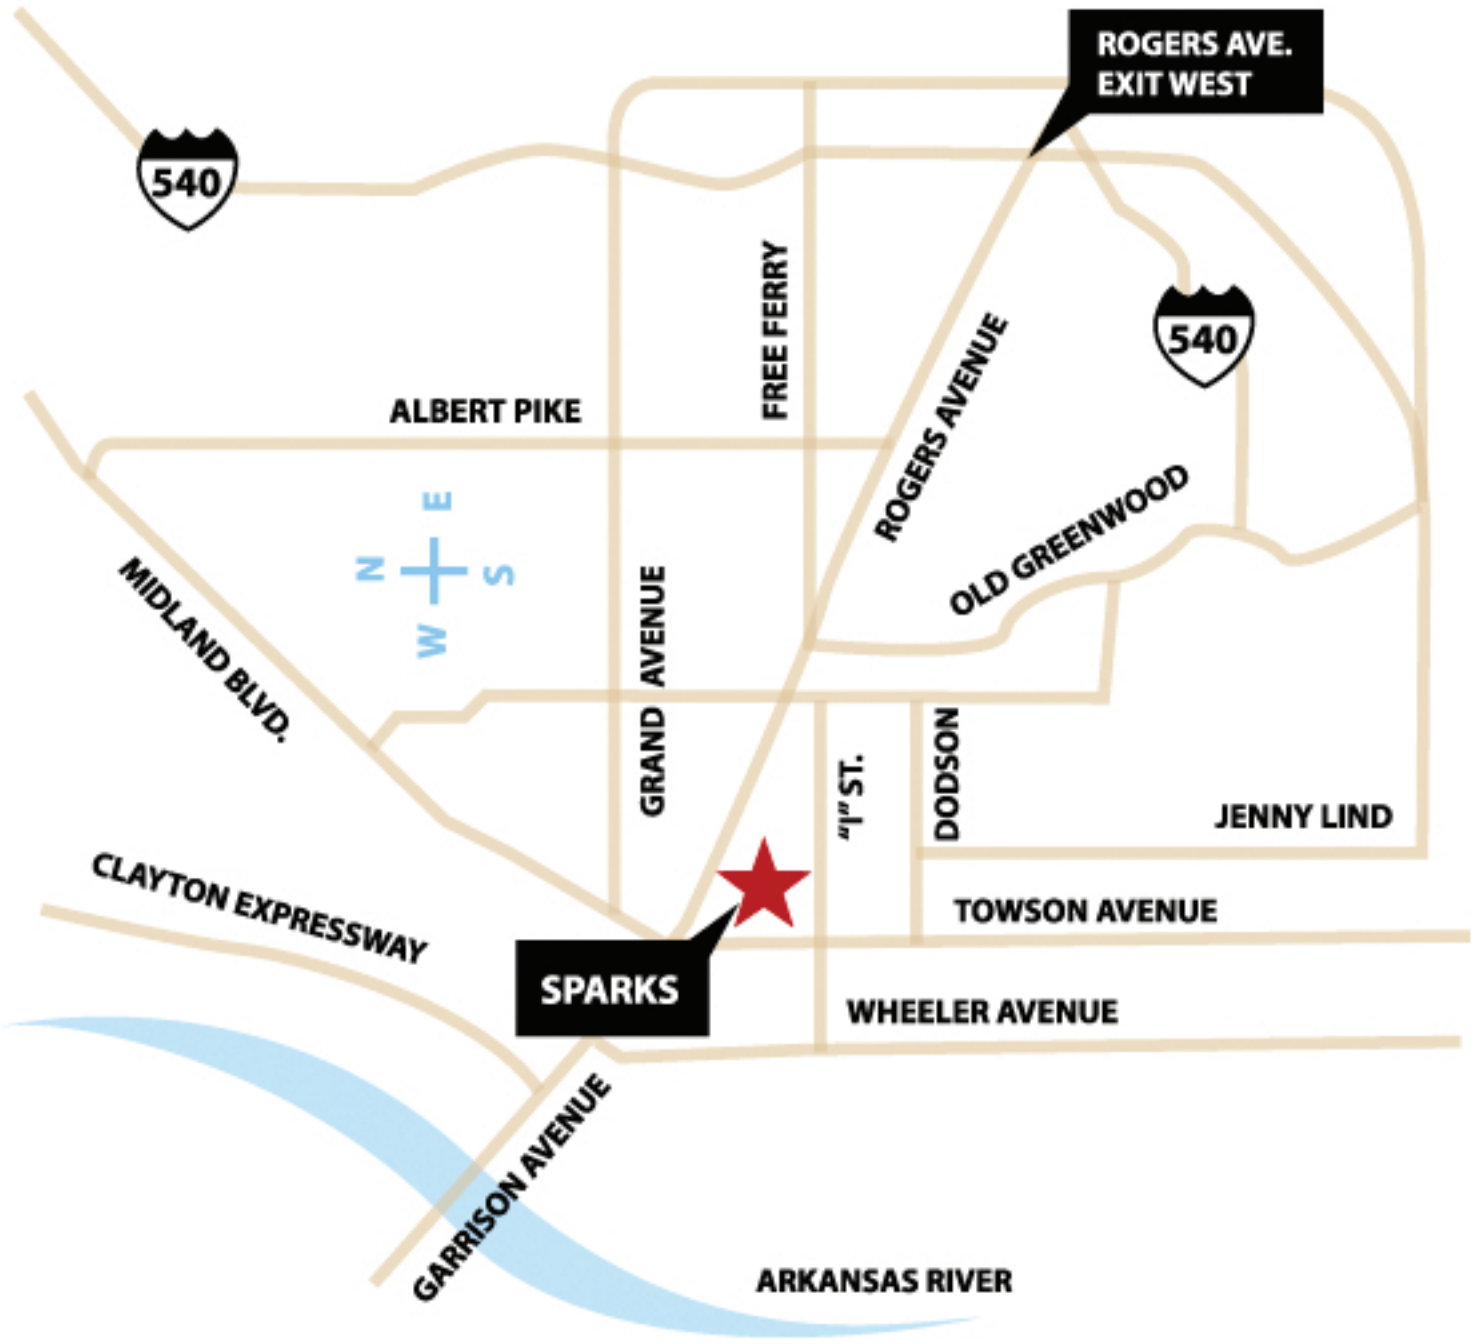 ROGERS AVE.
EXIT WEST
540
540
FREE FERRY
ROGERS AVENUE
ALBERT PIKE
OLD GREENWOOD
E
N
S
W
MIDLAND BLVD.
GRAND AVENUE
"I" ST.
DODSON
JENNY LIND
CLAYTON EXPRESSWAY
TOWSON AVENUE
SPARKS
WHEELER AVENUE
GARRISON AVENUE
ARKANSAS RIVER